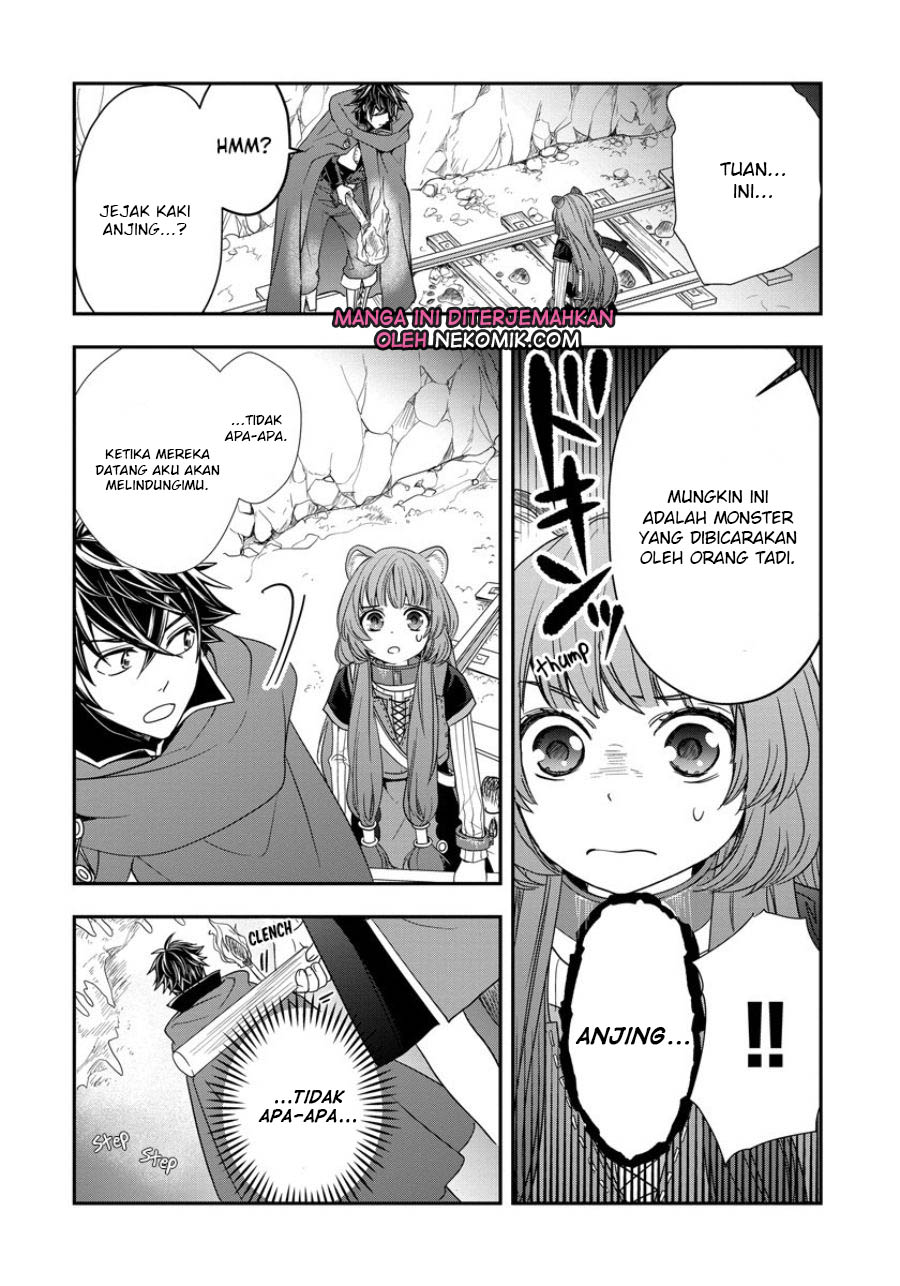 TUAN...
INI...
HMM?
JEJAK KAKI
ANJING...?
MANGA INI DITERJEMAHKAN
OLEH NEKOMIK.COM
MUNGKIN INI
ADALAH MONSTER
YANG DIBICARAKAN
OLEH ORANG TADI.
ドキンッ
thump
!!
ANJING...
...TIDAK
APA-APA.
KETIKA MEREKA
DATANG AKU AKAN
MELINDUNGIMU.
CLENCH
...TIDAK
APA-APA...
Step
Step